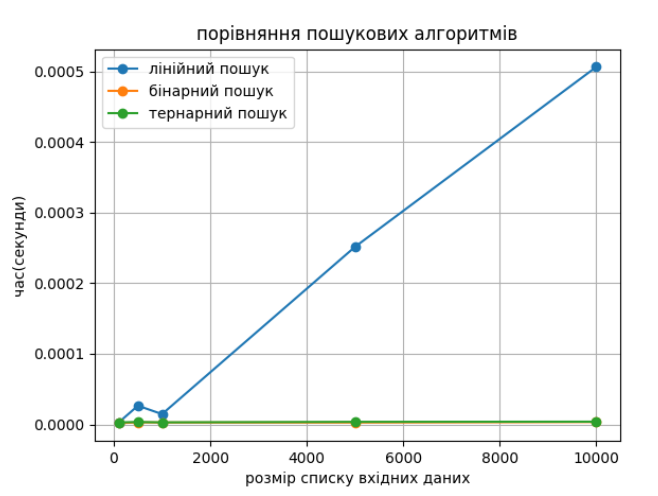 порівняння пошукових алгоритмів
лінійний пошук
бінарний пошук
тернарний пошук
0.0005
0.0004
0.0003
0.0002
0.0001
0.0000
час(секунди)
0 2000 4000 6000 8000 10000
розмір списку вхідних даних